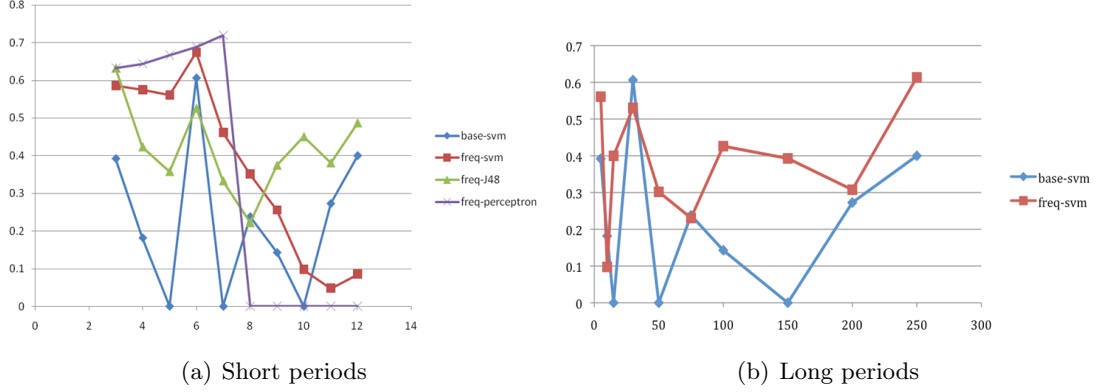 0.8
0.7
0.6
0.5
0.4
0.3
0.2
0.1
0
0 2 4 6 8 10 12 14
base-svm
freq-svm
freq-J48
freq-perceptron
(a) Short periods
0.7
0.6
0.5
0.4
0.3
0.2
0.1
0
0 50 100 150 200 250 300
base-svm
freq-svm
(b) Long periods